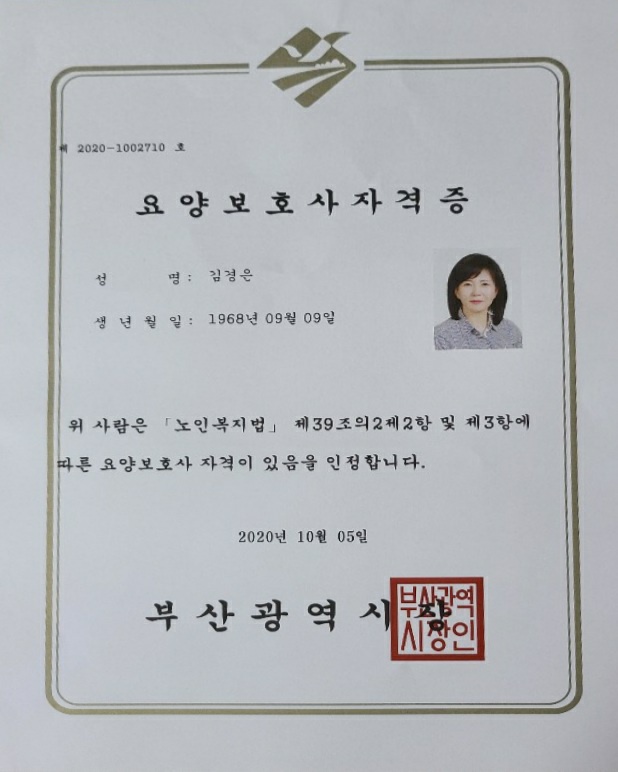 제 2020-1002710 호
요양보호사자격증
성 명 : 김경은
생 년 월 일 : 1968년 09월 09일
위 사람은 「노인복지법」 제39조의2제2항 및 제3항에
따른 요양보호사 자격이 있음을 인정합니다.
2020년 10월 05일
부산광역시장
부산광역
시장인